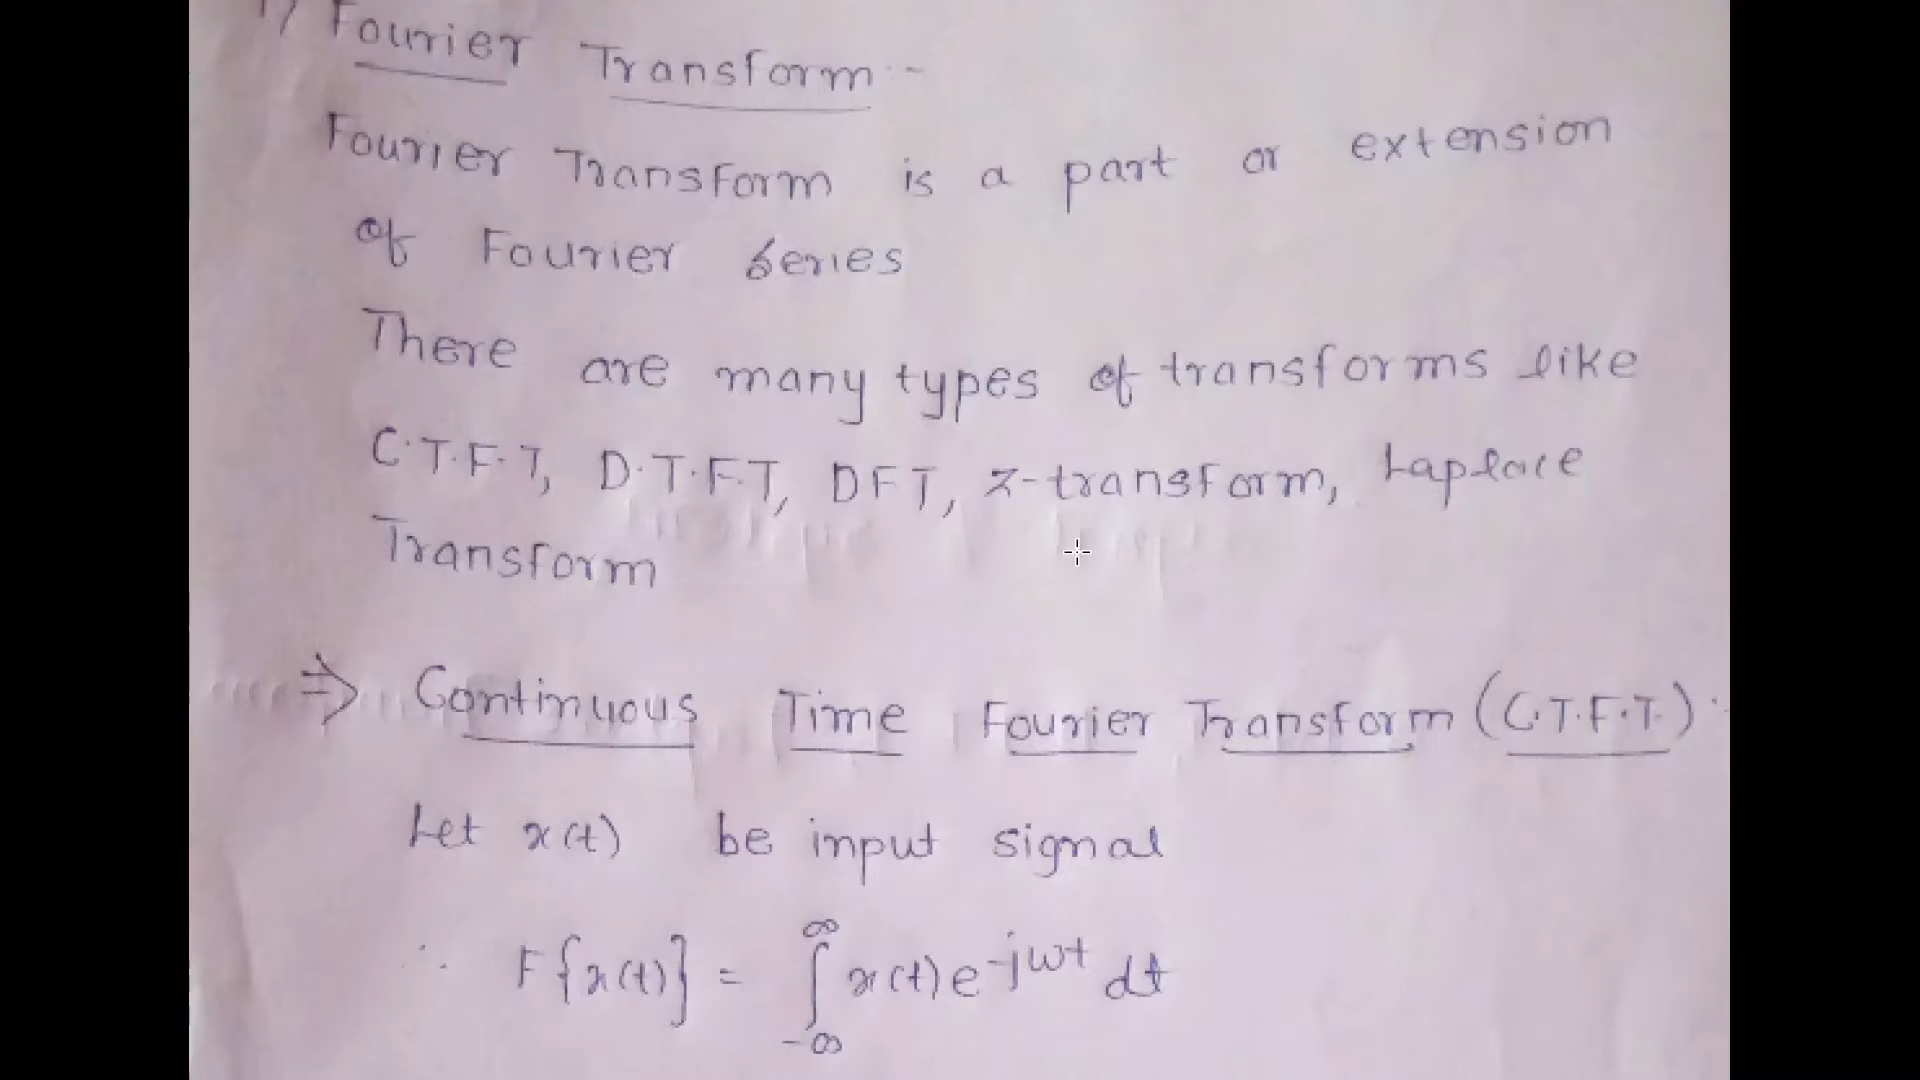 1) Fourier Transform :-
Fourier Transform is a part or extension
of Fourier Series
There are many types of transforms like
C.T.F.T, D.T.F.T, DFT, z-transform, Laplace
Transform
⇒ Continuous Time Fourier Transform (C.T.F.T.) :-
Let x(t) be input signal
∴ F{x(t)} = ∫_{-∞}^{∞} x(t) e^{-jωt} dt